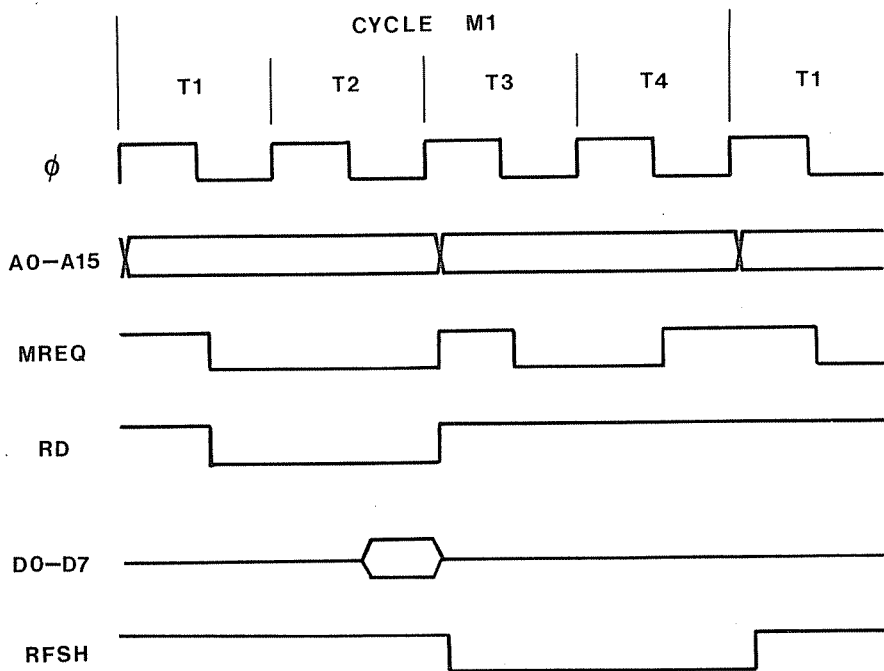 CYCLE M1
T1 T2 T3 T4 T1
ϕ
A0-A15
MREQ
RD
D0-D7
RFSH